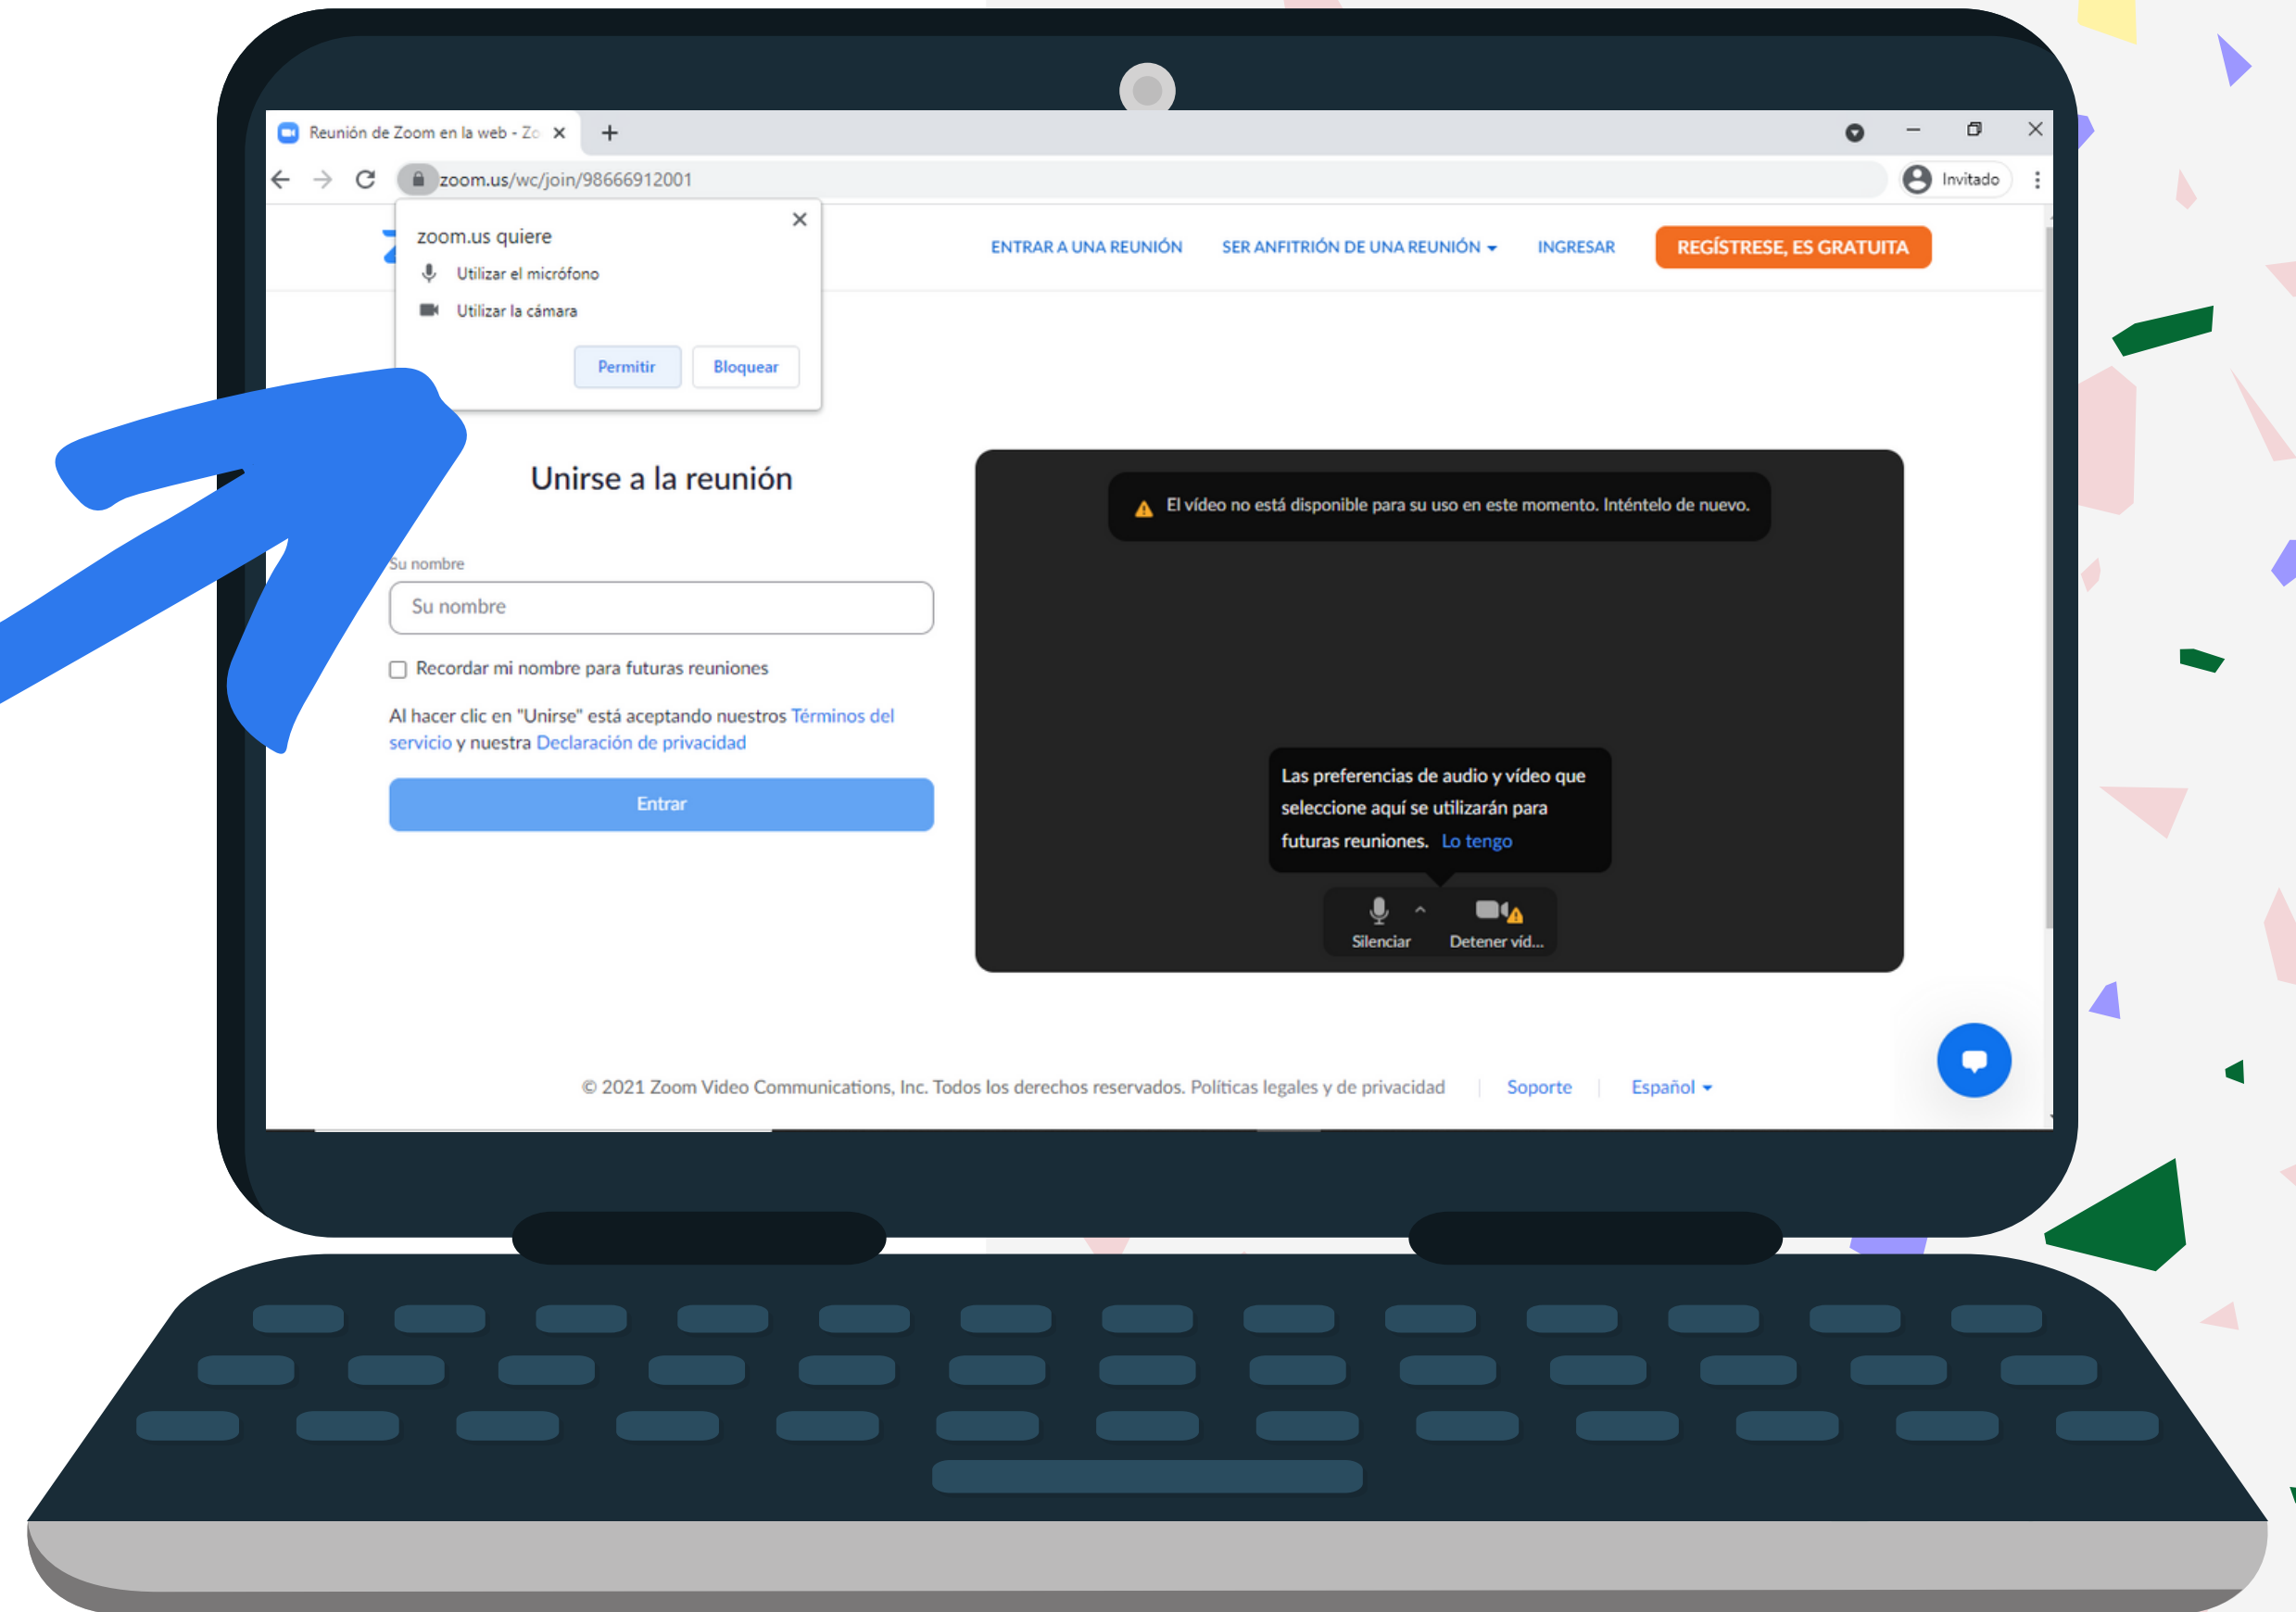 Reunión de Zoom en la web - Zo
zoom.us/wc/join/98666912001
Invitado
zoom.us quiere
Utilizar el micrófono
Utilizar la cámara
Permitir
Bloquear
ENTRAR A UNA REUNIÓN
SER ANFITRIÓN DE UNA REUNIÓN
INGRESAR
REGÍSTRESE, ES GRATUITA
Unirse a la reunión
Su nombre
Su nombre
Recordar mi nombre para futuras reuniones
Al hacer clic en "Unirse" está aceptando nuestros Términos del
servicio y nuestra Declaración de privacidad
Entrar
El vídeo no está disponible para su uso en este momento. Inténtelo de nuevo.
Las preferencias de audio y vídeo que
seleccione aquí se utilizarán para
futuras reuniones. Lo tengo
Silenciar
Detener víd...
© 2021 Zoom Video Communications, Inc. Todos los derechos reservados. Políticas legales y de privacidad
Soporte
Español